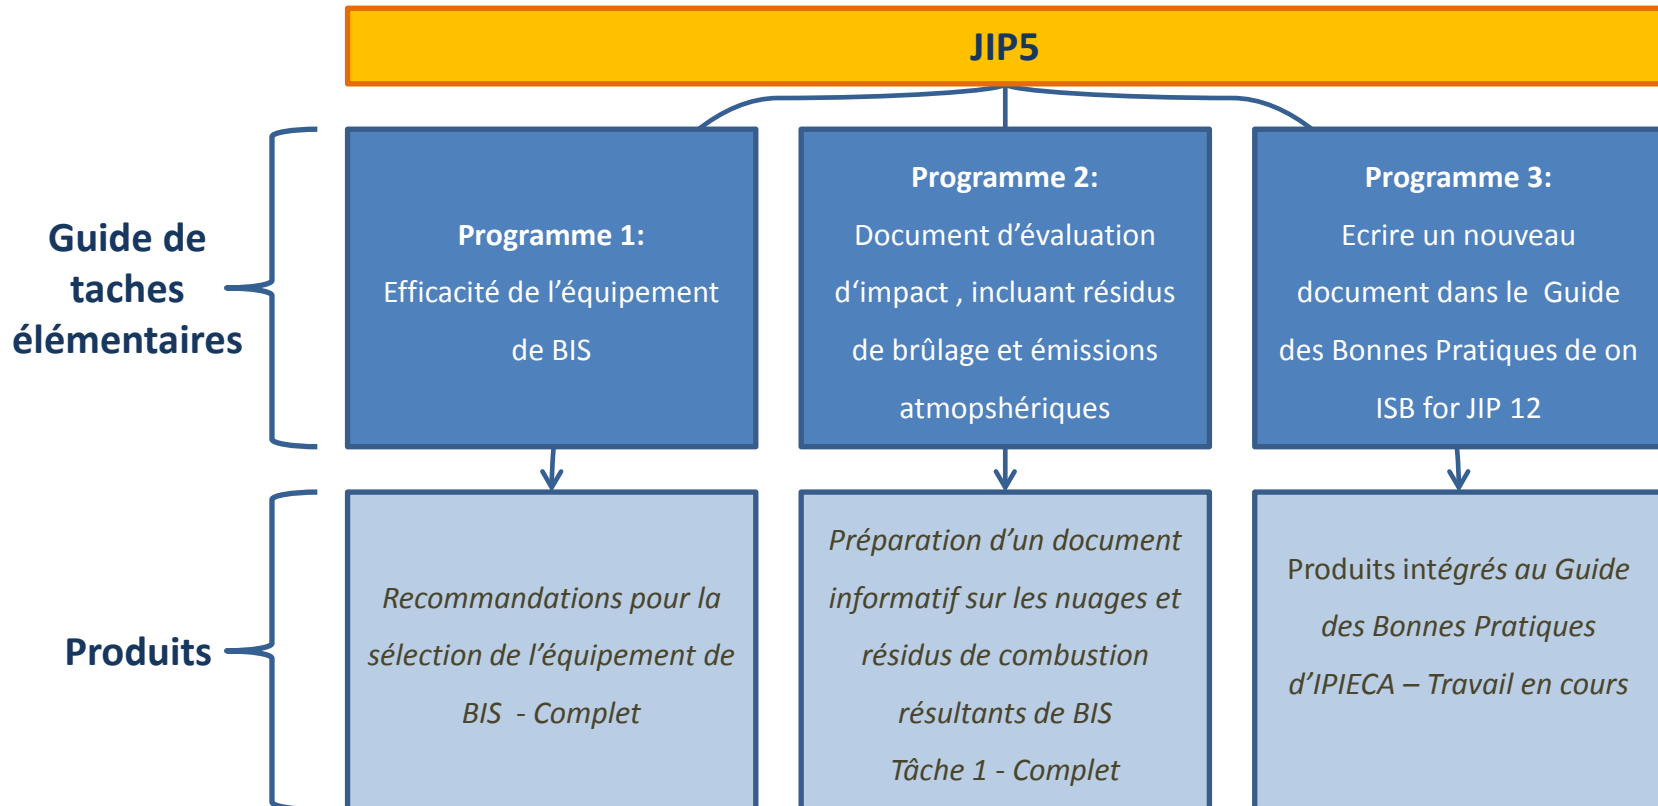 JIP5
Guide de
taches
élémentaires
Programme 1:
Efficacité de l’équipement
de BIS
Programme 2:
Document d’évaluation
d‘impact , incluant résidus
de brûlage et émissions
atmopshériques
Programme 3:
Ecrire un nouveau
document dans le  Guide
des Bonnes Pratiques de on
ISB for JIP 12
Produits
Recommandations pour la
sélection de l’équipement de
BIS  - Complet
Préparation d’un document
informatif sur les nuages et
résidus de combustion
résultants de BIS
Tâche 1 - Complet
Produits intégrés au Guide
des Bonnes Pratiques
d’IPIECA – Travail en cours